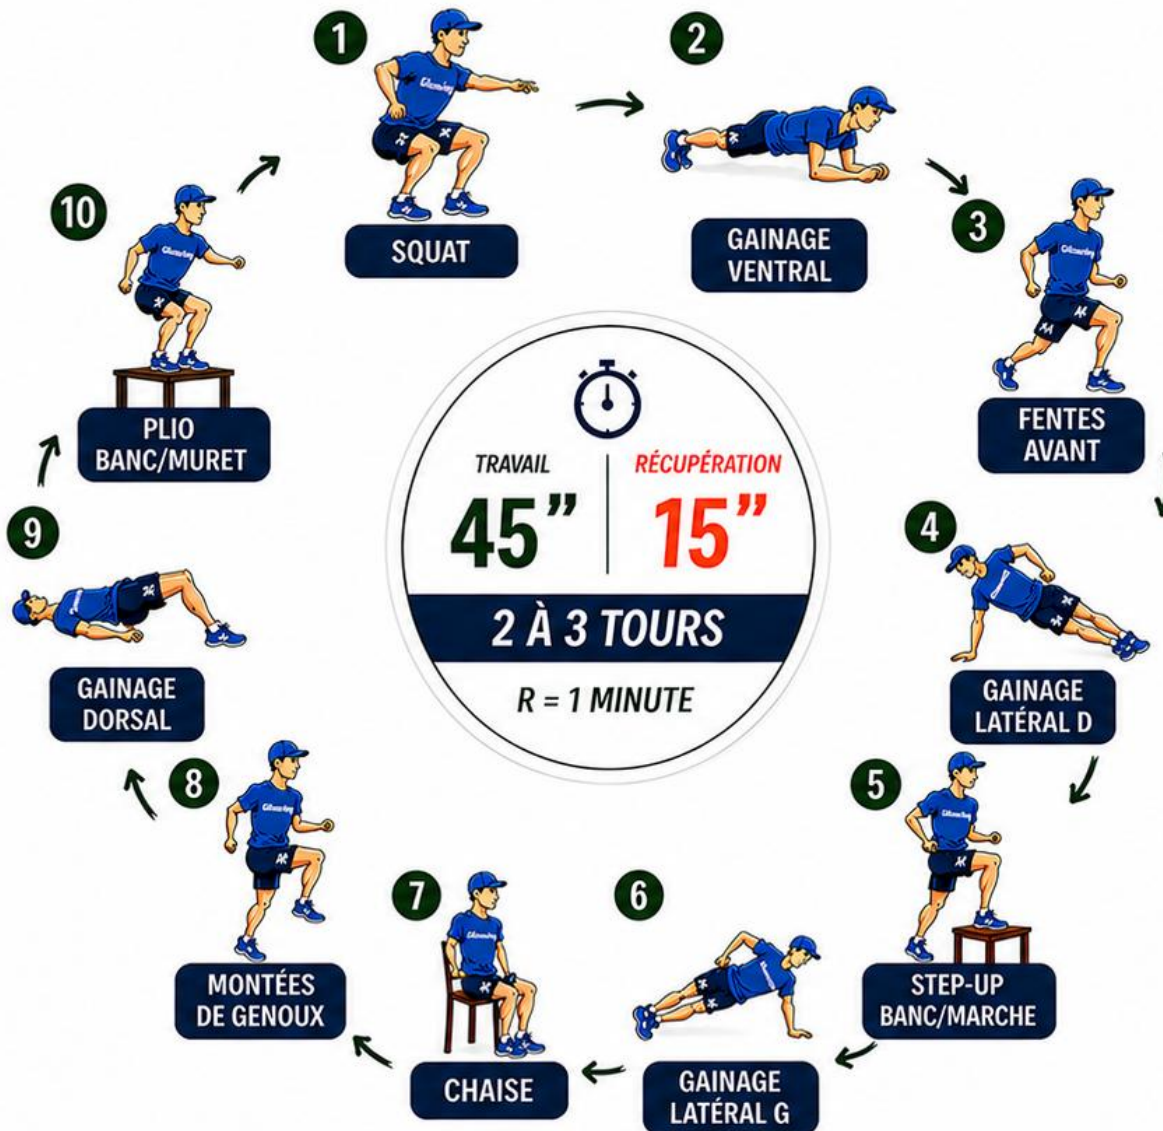 1
SQUAT
2
GAINAGE
VENTRAL
3
FENTES
AVANT
4
GAINAGE
LATÉRAL D
5
STEP-UP
BANC/MARCHE
6
GAINAGE
LATÉRAL G
7
CHAISE
8
MONTÉES
DE GENOUX
9
GAINAGE
DORSAL
10
PLIO
BANC/MURET
TRAVAIL
45”
RÉCUPÉRATION
15”
2 À 3 TOURS
R = 1 MINUTE